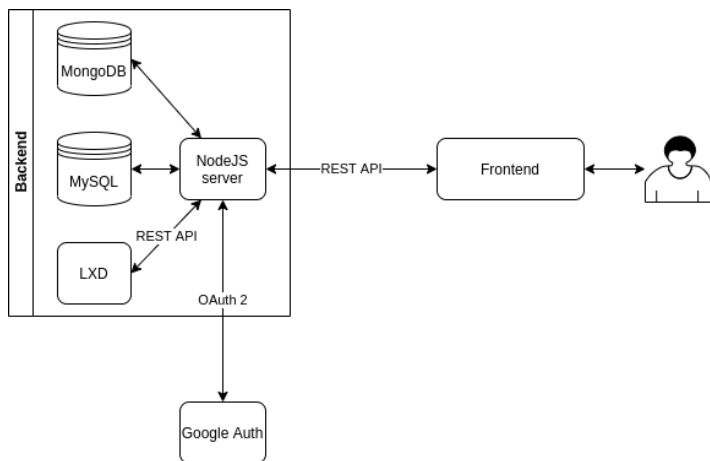 Backend
MongoDB
MySQL
NodeJS
server
REST API
Frontend
REST API
LXD
OAuth 2
Google Auth